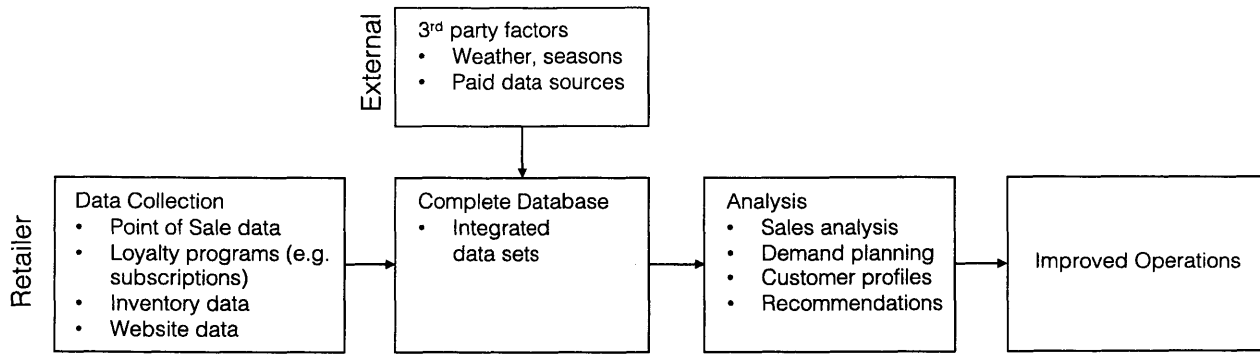 External
3rd party factors
• Weather, seasons
• Paid data sources
Retailer
Data Collection
• Point of Sale data
• Loyalty programs (e.g.
subscriptions)
• Inventory data
• Website data
Complete Database
• Integrated
data sets
Analysis
• Sales analysis
• Demand planning
• Customer profiles
• Recommendations
Improved Operations